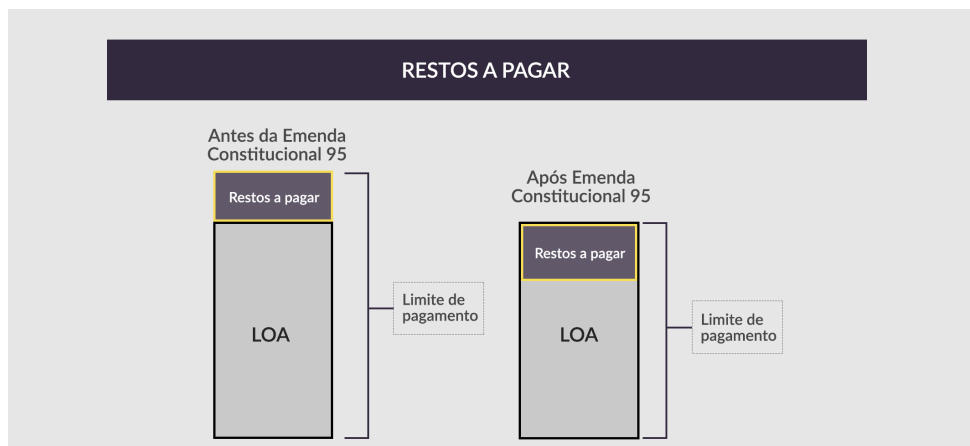 RESTOS A PAGAR
Antes da Emenda
Constitucional 95
Restos a pagar
LOA
Limite de
pagamento
Após Emenda
Constitucional 95
Restos a pagar
LOA
Limite de
pagamento